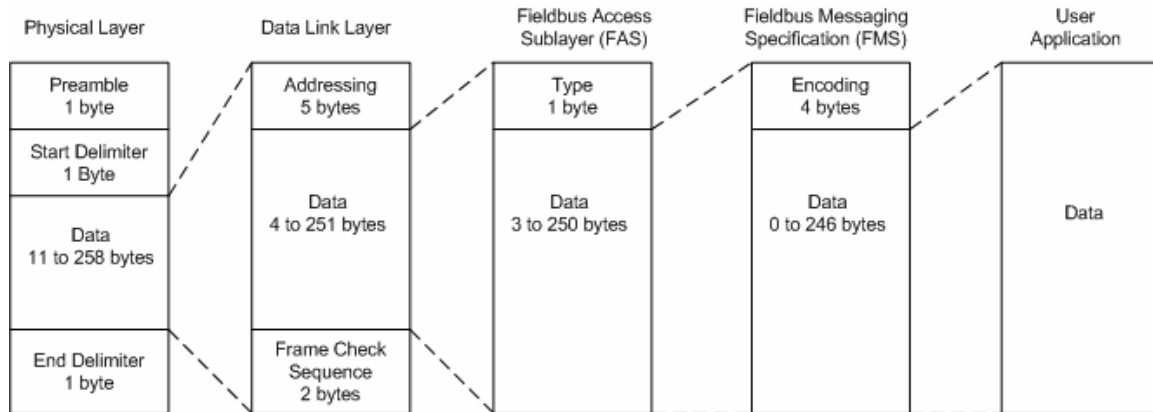 Physical Layer
Preamble
1 byte
Start Delimiter
1 Byte
Data
11 to 258 bytes
End Delimiter
1 byte
Data Link Layer
Addressing
5 bytes
Data
4 to 251 bytes
Frame Check
Sequence
2 bytes
Fieldbus Access
Sublayer (FAS)
Type
1 byte
Data
3 to 250 bytes
Fieldbus Messaging
Specification (FMS)
Encoding
4 bytes
Data
0 to 246 bytes
User
Application
Data